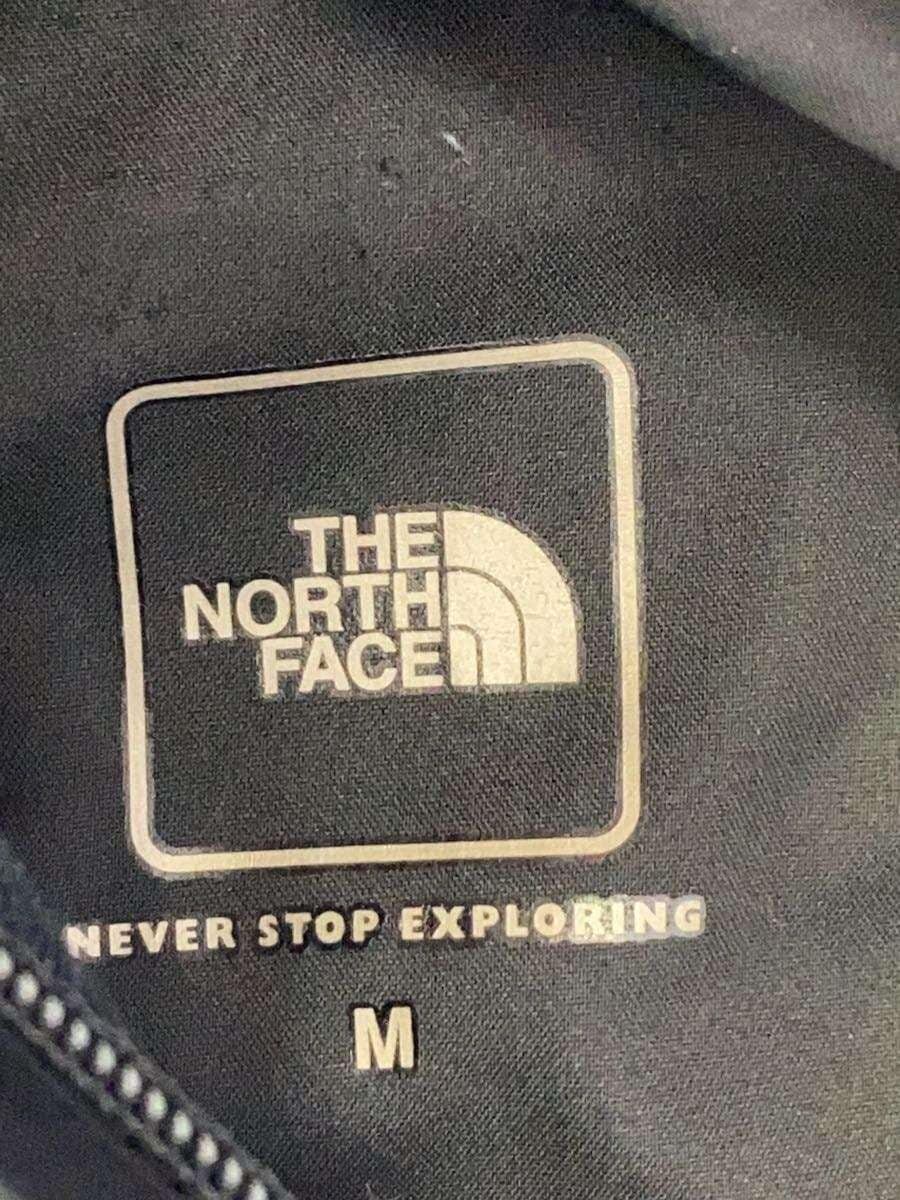 THE
NORTH
FACE
NEVER STOP EXPLORING
M